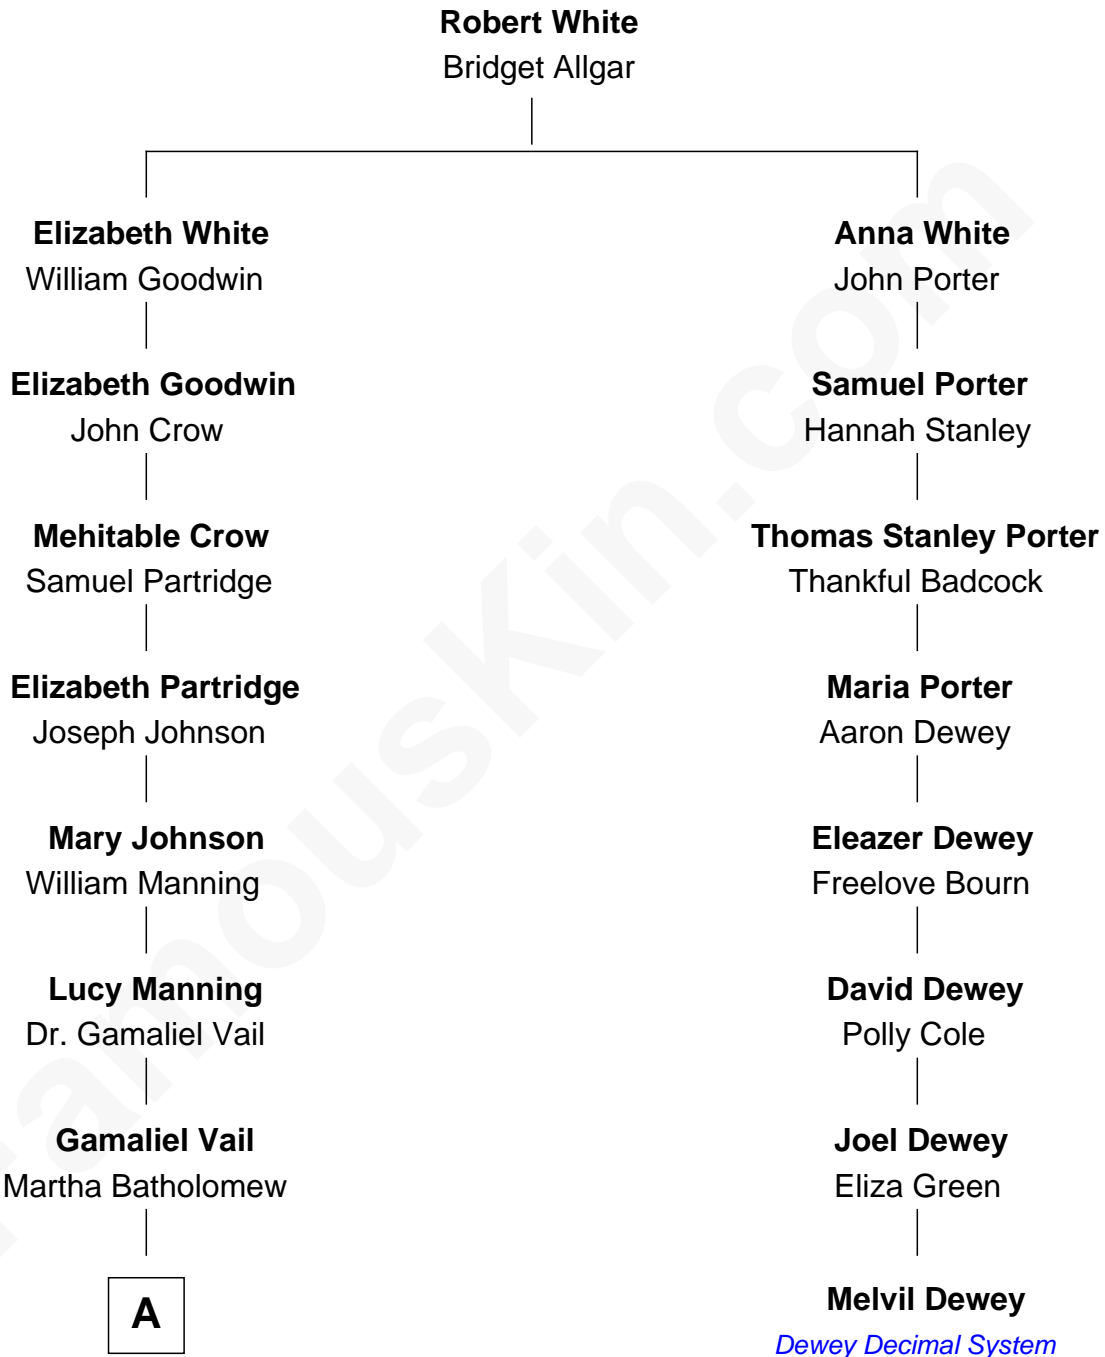 Robert White
Bridget Allgar
Elizabeth White
William Goodwin
Anna White
John Porter
Elizabeth Goodwin
John Crow
Samuel Porter
Hannah Stanley
Mehitable Crow
Samuel Partridge
Thomas Stanley Porter
Thankful Badcock
Elizabeth Partridge
Joseph Johnson
Maria Porter
Aaron Dewey
Mary Johnson
William Manning
Eleazer Dewey
Freelove Bourn
Lucy Manning
Dr. Gamaliel Vail
David Dewey
Polly Cole
Gamaliel Vail
Martha Batholomew
Joel Dewey
Eliza Green
A
Melvil Dewey
Dewey Decimal System
FamousKin.com